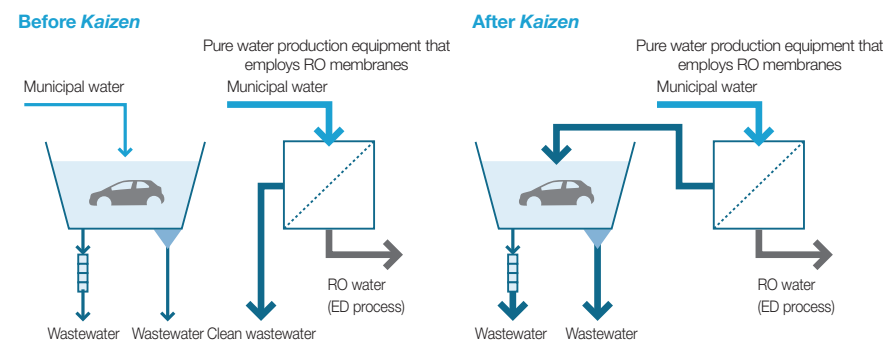 Before Kaizen
Pure water production equipment that
employs RO membranes
Municipal water
Municipal water
RO water
(ED process)
Wastewater
Wastewater
Clean wastewater
After Kaizen
Pure water production equipment that
employs RO membranes
Municipal water
RO water
(ED process)
Wastewater
Wastewater